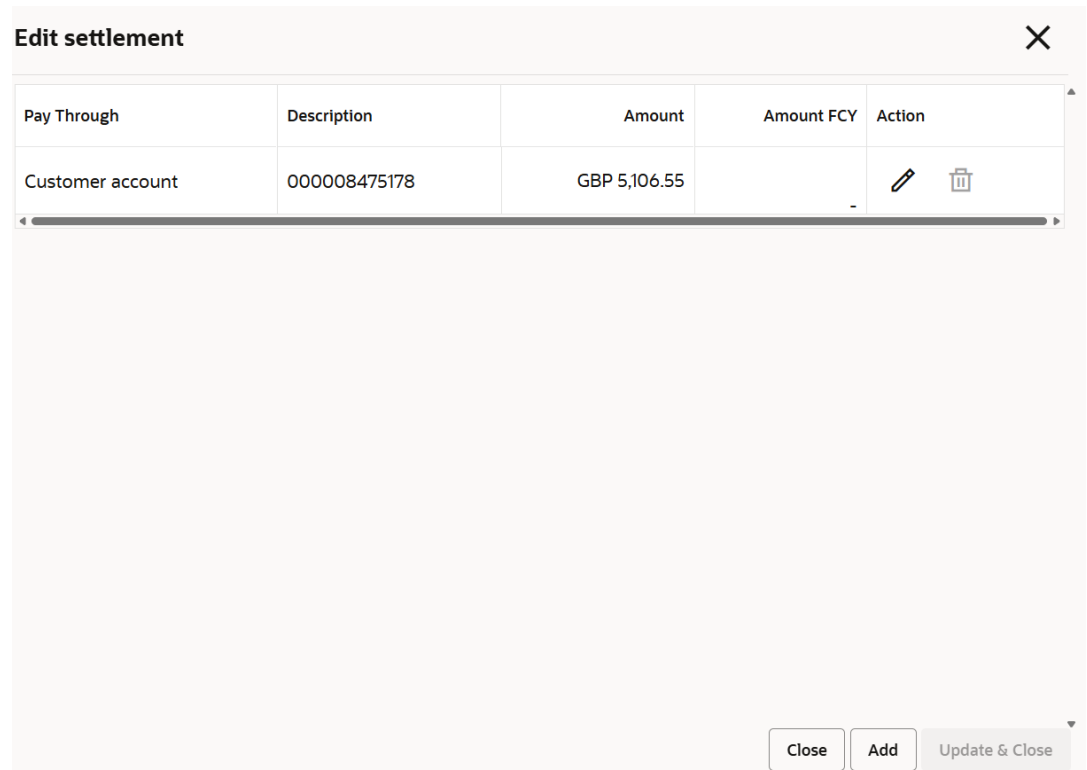 Edit settlement
Pay Through Description Amount Amount FCY Action
Customer account 000008475178 GBP 5,106.55 -
Close Add Update & Close